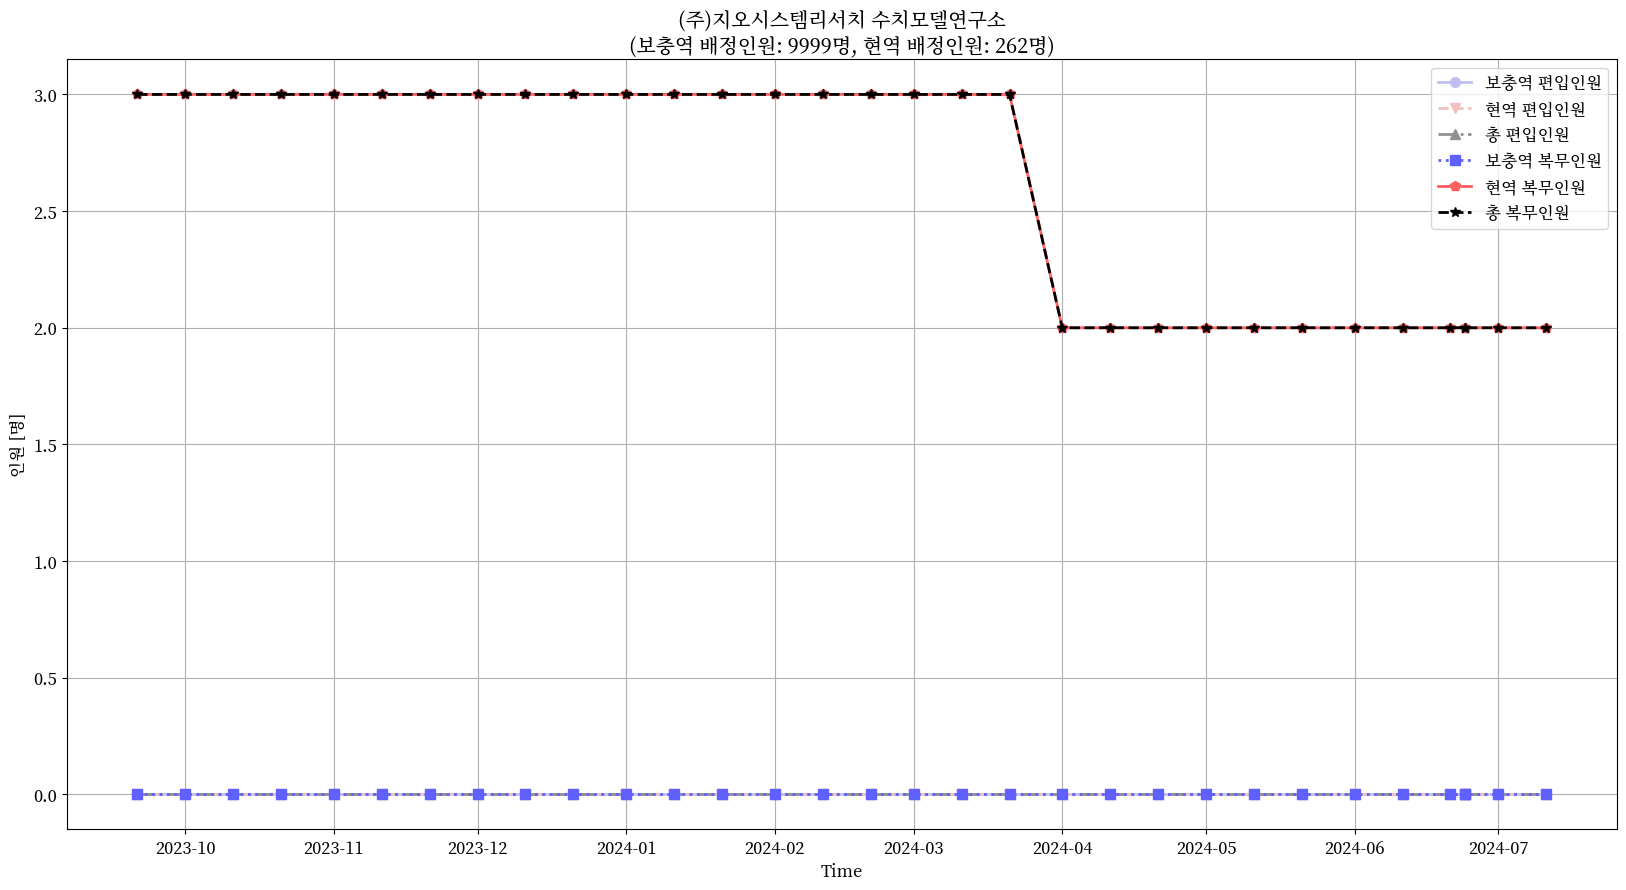 (주)지오시스템리서치 수치모델연구소
(보충역 배정인원: 9999명, 현역 배정인원: 262명)
보충역 편입인원
현역 편입인원
총 편입인원
보충역 복무인원
현역 복무인원
총 복무인원
3.0
2.5
2.0
1.5
1.0
0.5
0.0
인원 [명]
2023-10
2023-11
2023-12
2024-01
2024-02
2024-03
2024-04
2024-05
2024-06
2024-07
Time